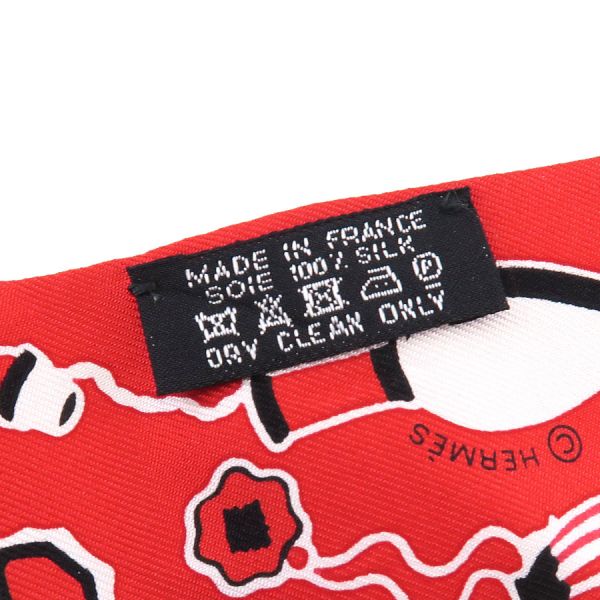 MADE IN FRANCE
SOIE 100% SILK
P
DRY CLEAN ONLY
© HERMÈS